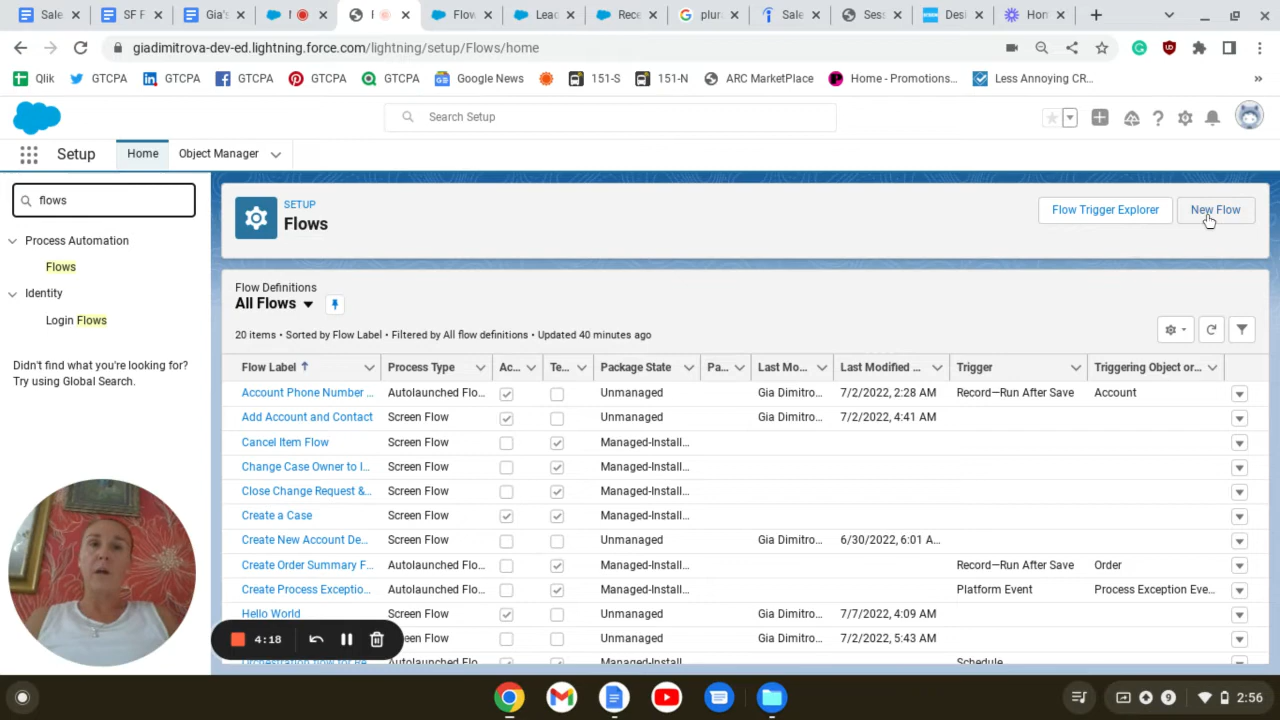 Sale
SF F
Gia's
Flow
Lead
Rece
plura
Sale
Sess
Desi
Hon
giadimitrova-dev-ed.lightning.force.com/lightning/setup/Flows/home
Qlik
GTCPA
GTCPA
GTCPA
GTCPA
GTCPA
Google News
151-S
151-N
ARC MarketPlace
Home - Promotions...
Less Annoying CR...
»
Search Setup
Setup
Home
Object Manager
flows
Process Automation
Flows
Identity
Login Flows
Didn't find what you're looking for?
Try using Global Search.
SETUP
Flows
Flow Trigger Explorer
New Flow
Flow Definitions
All Flows
20 items • Sorted by Flow Label • Filtered by All flow definitions • Updated 40 minutes ago
Flow Label Process Type Ac... Te... Package State Pa... Last Mo... Last Modified ... Trigger Triggering Object or...
Account Phone Number ... Autolaunched Flo... Unmanaged Gia Dimitro... 7/2/2022, 2:28 AM Record—Run After Save Account
Add Account and Contact Screen Flow Unmanaged Gia Dimitro... 7/2/2022, 4:41 AM
Cancel Item Flow Screen Flow Managed-Install...
Change Case Owner to I... Screen Flow Managed-Install...
Close Change Request &... Screen Flow Managed-Install...
Create a Case Screen Flow Managed-Install...
Create New Account De... Screen Flow Unmanaged Gia Dimitro... 6/30/2022, 6:01 A...
Create Order Summary F... Autolaunched Flo... Managed-Install... Record—Run After Save Order
Create Process Exceptio... Autolaunched Flo... Managed-Install... Platform Event Process Exception Eve...
Hello World Screen Flow Unmanaged Gia Dimitro... 7/7/2022, 4:09 AM
een Flow Unmanaged Gia Dimitro... 7/2/2022, 5:43 AM
Autolaunched Flo... Managed-Install... Schedule
4:18
9
2:56